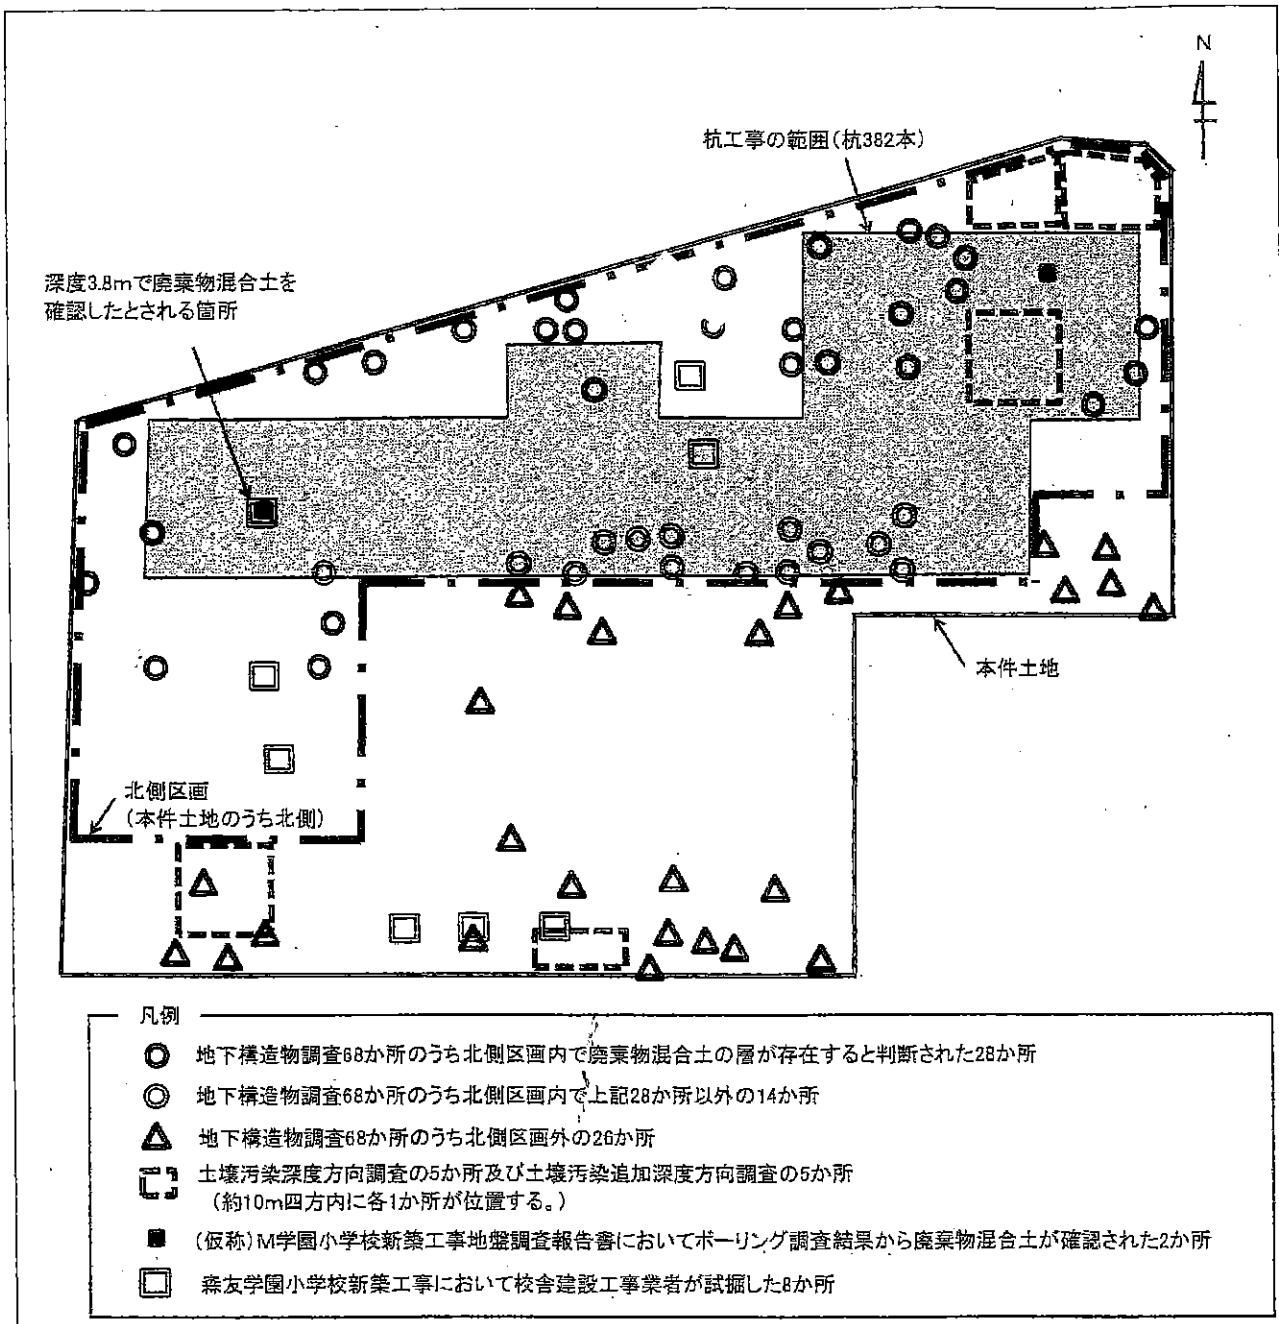 N
杭工事の範囲(杭382本)
深度3.8mで廃棄物混合土を
確認したとされる箇所
本件土地
北側区画
(本件土地のうち北側)
凡例
地下構造物調査68か所のうち北側区画内で廃棄物混合土の層が存在すると判断された28か所
地下構造物調査68か所のうち北側区画内で上記28か所以外の14か所
地下構造物調査68か所のうち北側区画外の26か所
土壌汚染深度方向調査の5か所及び土壌汚染追加深度方向調査の5か所
(約10m四方内に各1か所が位置する。)
(仮称)M学園小学校新築工事地盤調査報告書においてボーリング調査結果から廃棄物混合土が確認された2か所
森友学園小学校新築工事において校舎建設工事業者が試掘した8か所